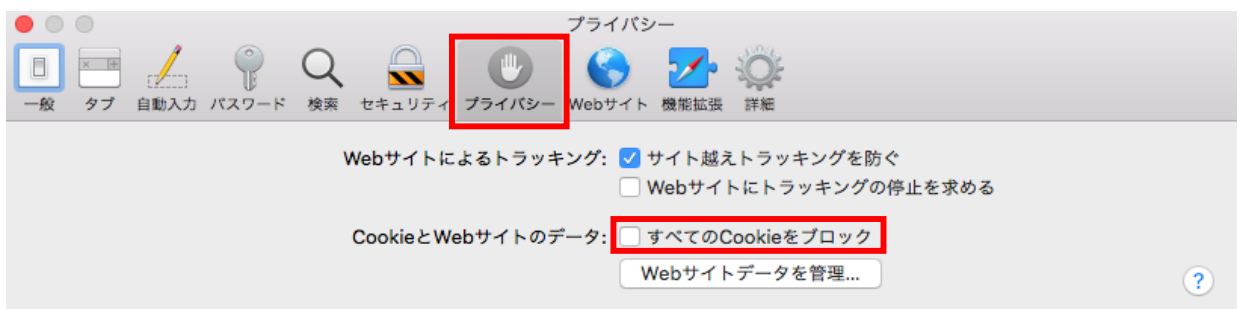 プライバシー
一般 タブ 自動入力 パスワード 検索 セキュリティ プライバシー Webサイト 機能拡張 詳細
Webサイトによるトラッキング: サイト越えトラッキングを防ぐ
Webサイトにトラッキングの停止を求める
CookieとWebサイトのデータ: すべてのCookieをブロック
Webサイトデータを管理...
?